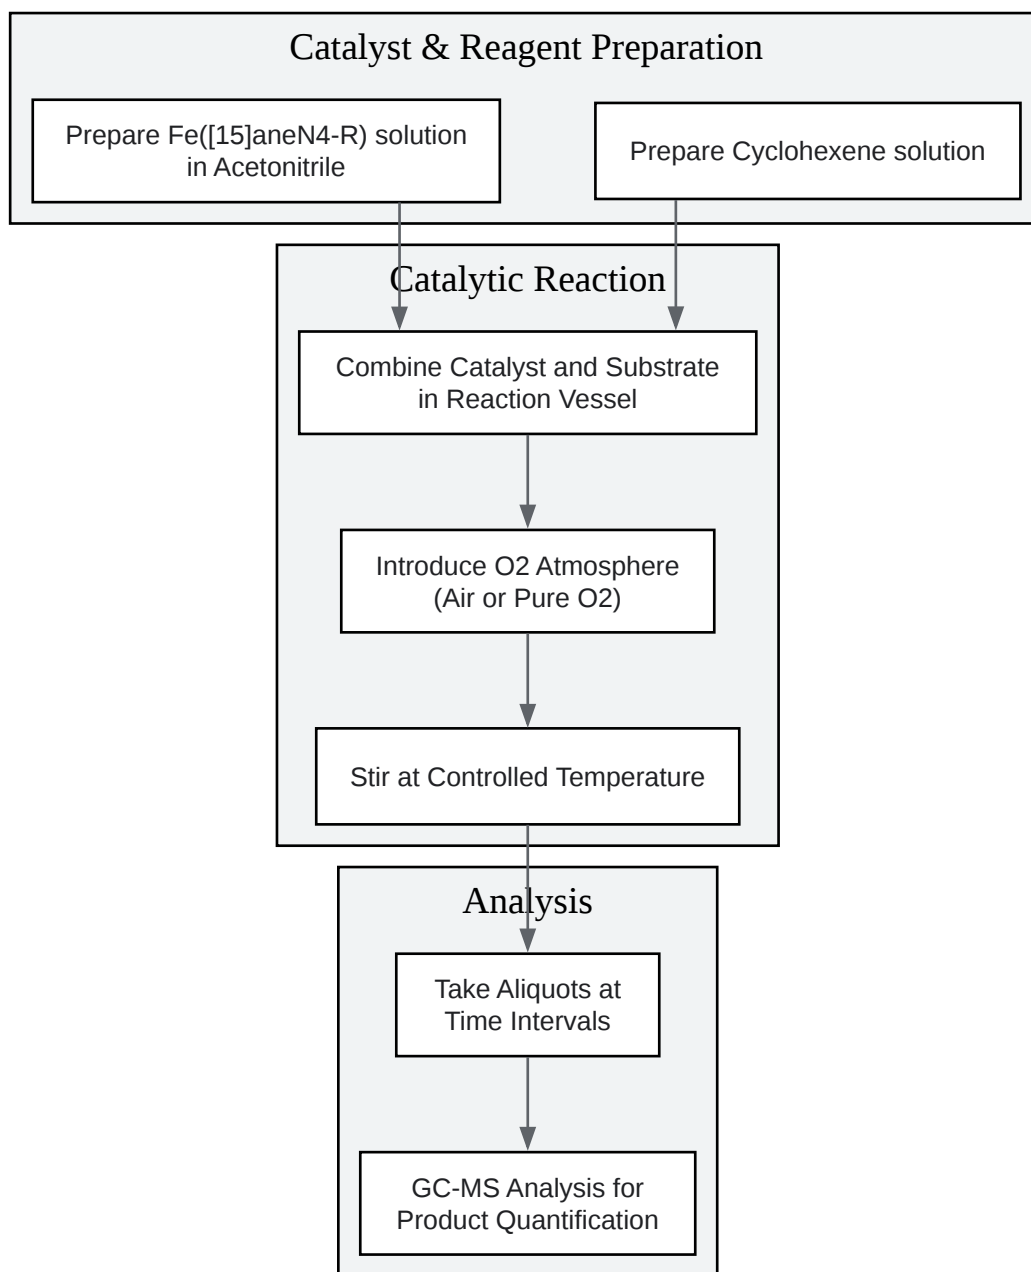 Catalyst & Reagent Preparation
Prepare Fe([15]aneN4-R) solution
in Acetonitrile
Prepare Cyclohexene solution
Catalytic Reaction
Combine Catalyst and Substrate
in Reaction Vessel
Introduce O2 Atmosphere
(Air or Pure O2)
Stir at Controlled Temperature
Analysis
Take Aliquots at
Time Intervals
GC-MS Analysis for
Product Quantification